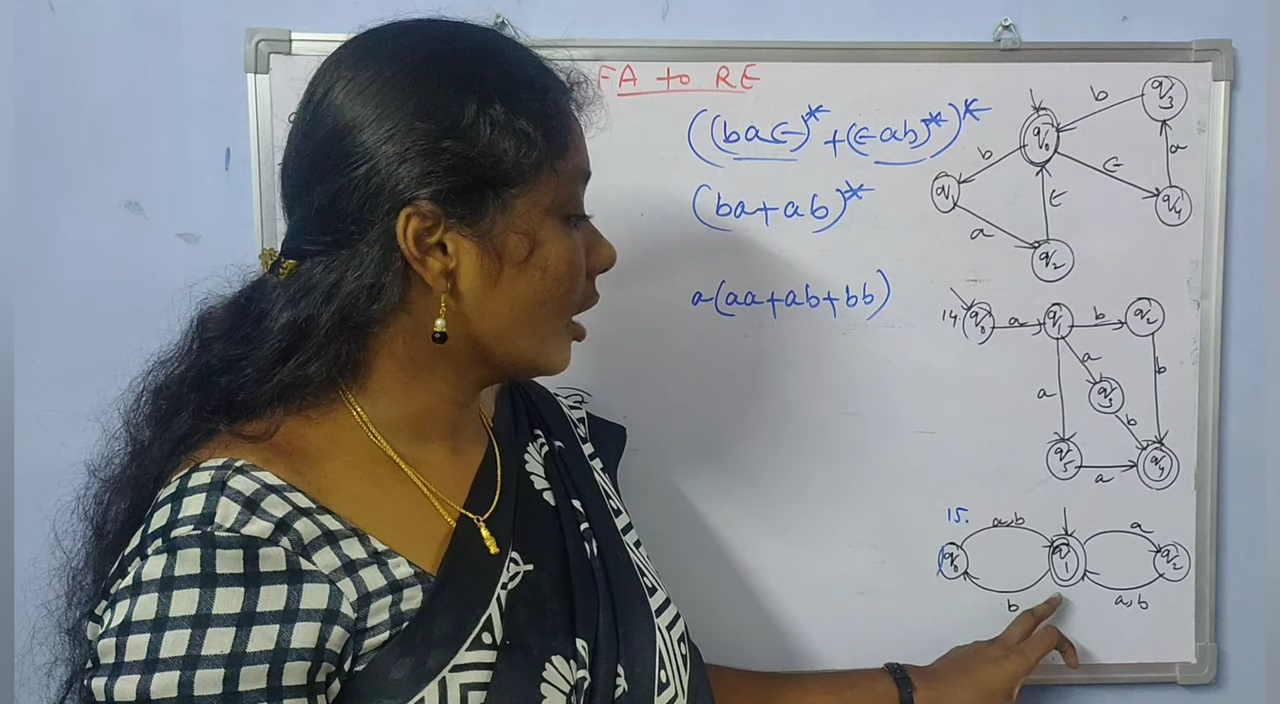 FA to RE
((baϵ)* + (ϵab)*)*
(ba+ab)*
a(aa+ab+bb)
q0
b
q3
b
ϵ
a
q1
ϵ
q4
a
q2
14
q0
a
q1
b
q2
a
a
q3
b
b
q5
a
q4
15.
a,b
a
q0
q1
q2
b
a,b